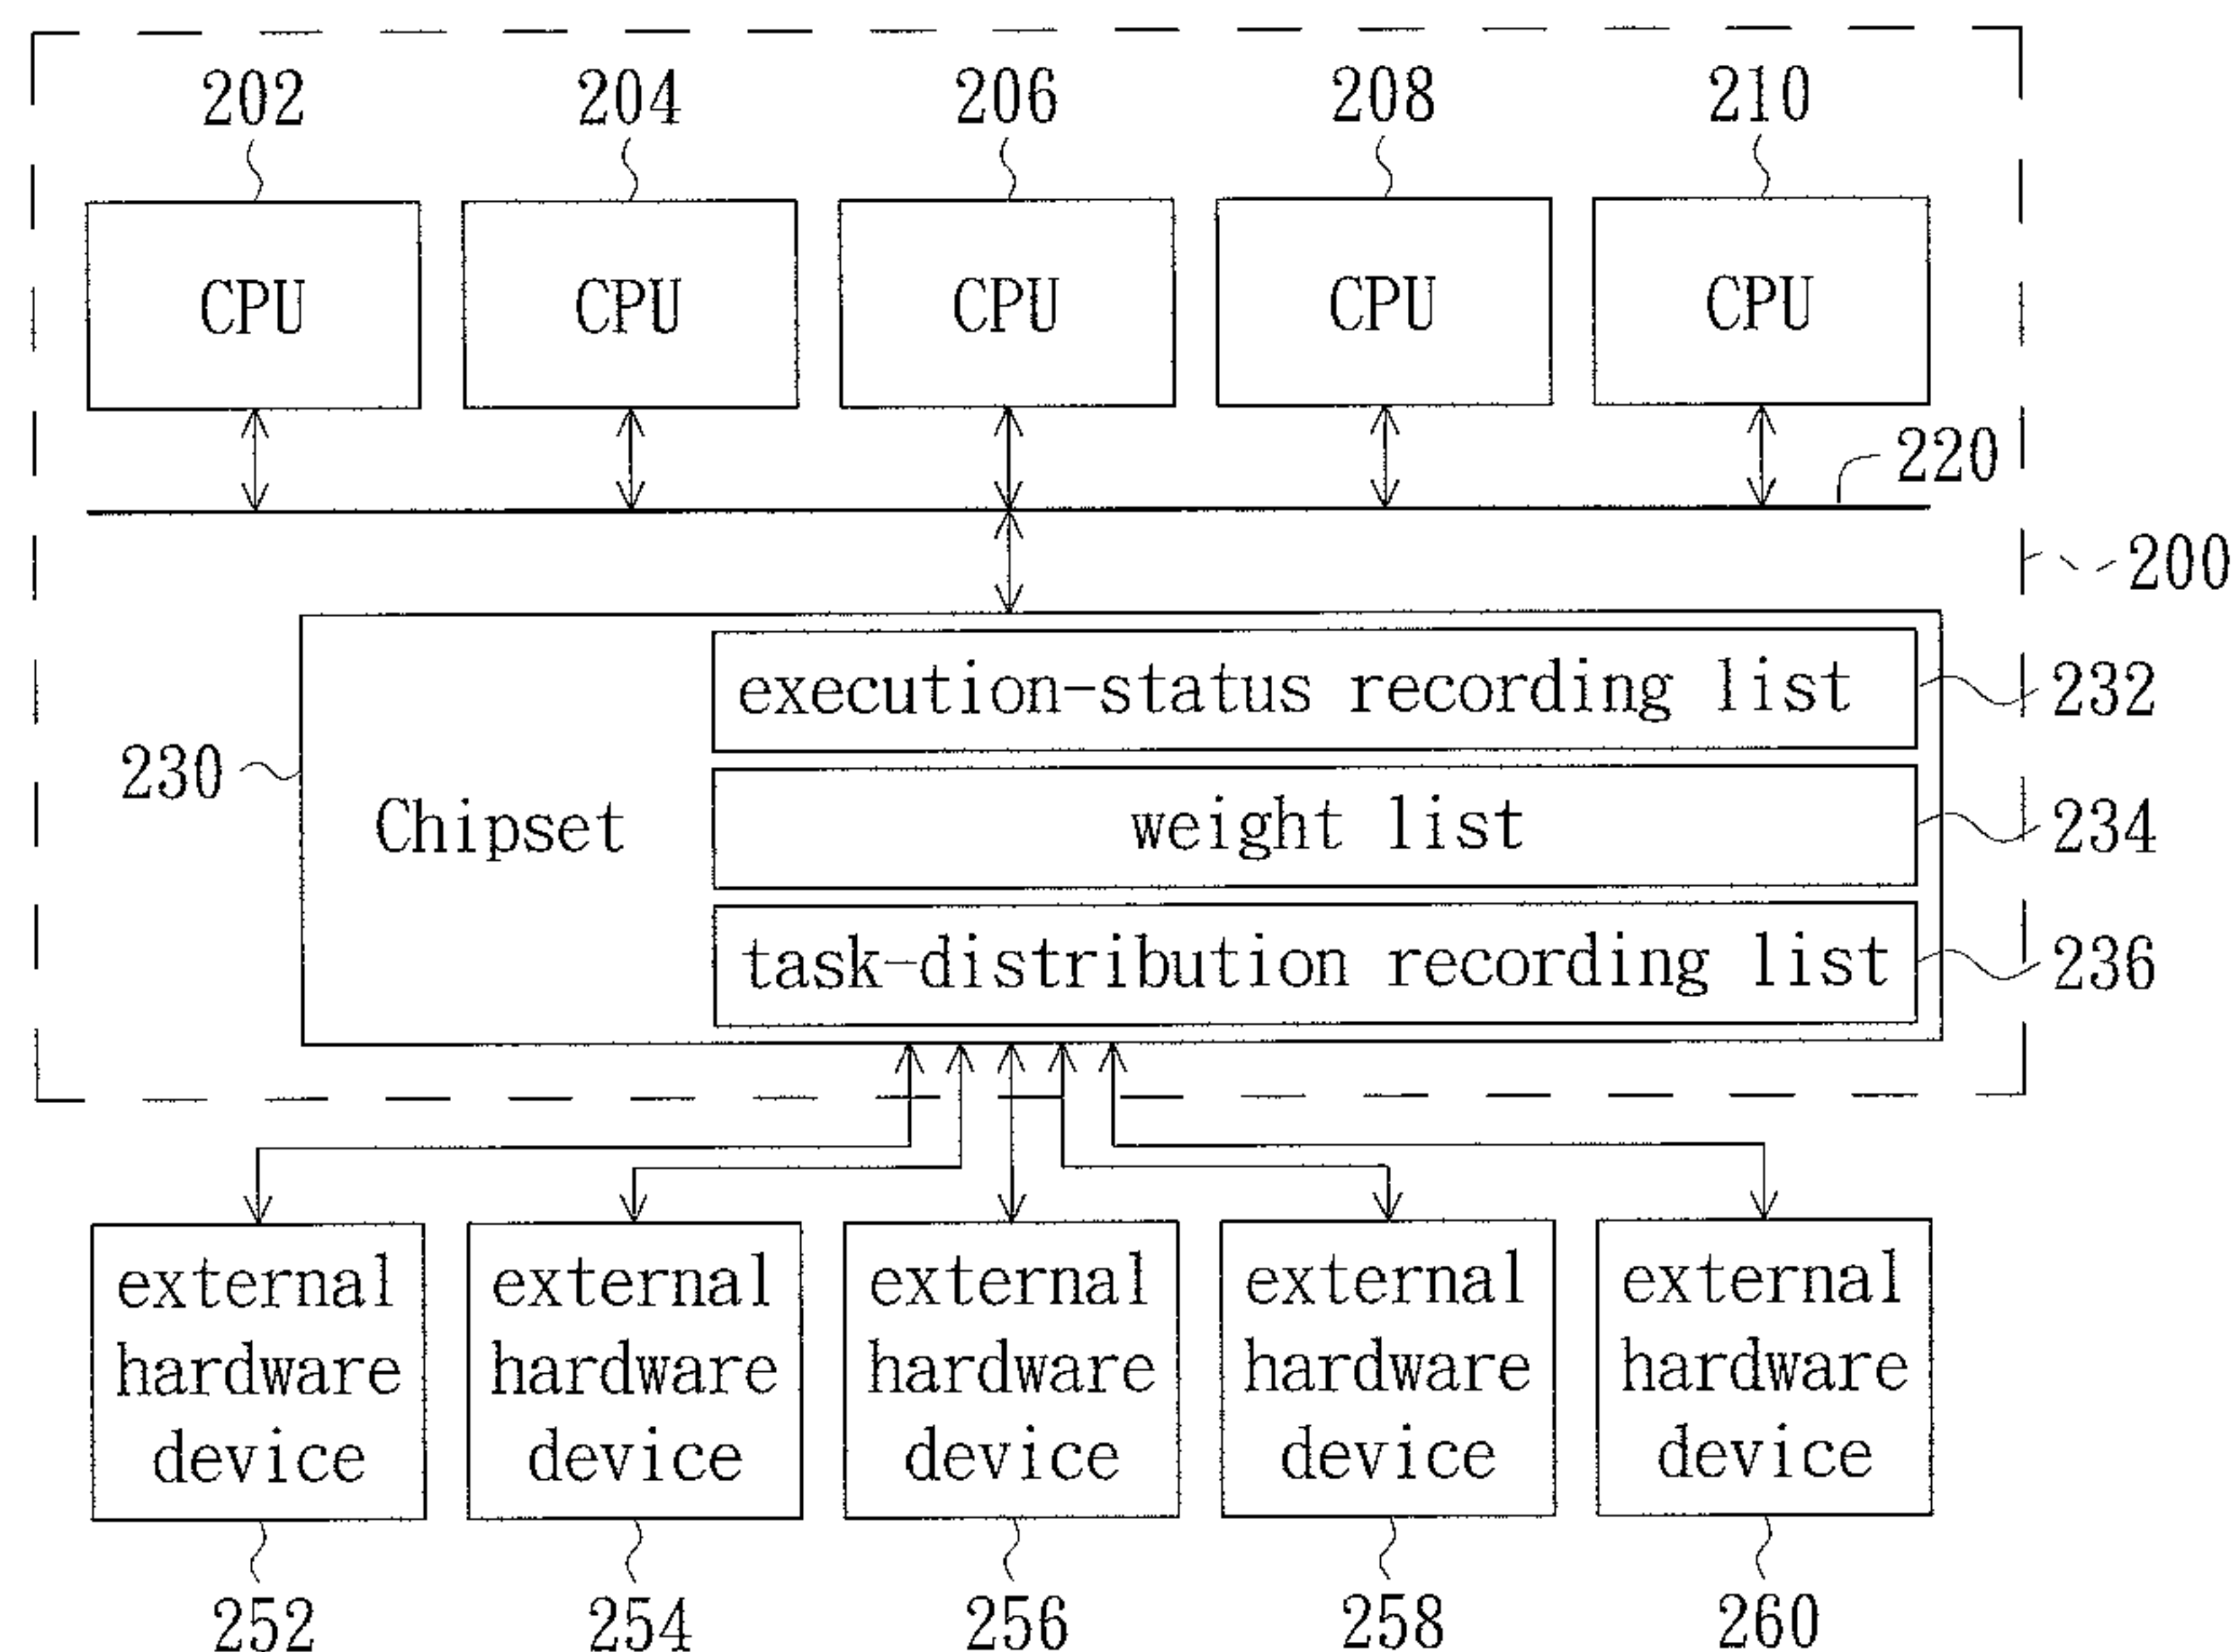 202 204 206 208 210
CPU CPU CPU CPU CPU
220
200
execution-status recording list 232
230
Chipset
weight list 234
task-distribution recording list 236
external external external external external
hardware hardware hardware hardware hardware
device device device device device
252 254 256 258 260